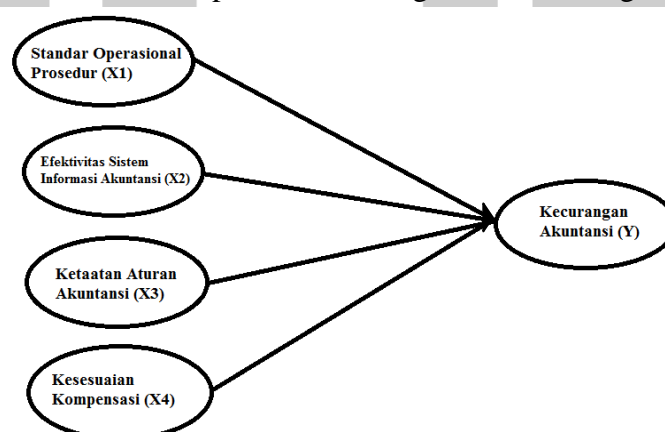 Standar Operasional
Prosedur (X1)
Efektivitas Sistem
Informasi Akuntansi (X2)
Ketaatan Aturan
Akuntansi (X3)
Kesesuaian
Kompensasi (X4)
Kecurangan
Akuntansi (Y)